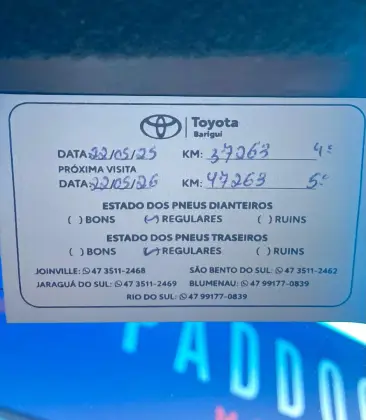 Toyota
Barigui
DATA: 22/05/25 KM: 37263 4ª
PRÓXIMA VISITA
DATA: 22/05/26 KM: 47263 5ª
ESTADO DOS PNEUS DIANTEIROS
( ) BONS (✓) REGULARES ( ) RUINS
ESTADO DOS PNEUS TRASEIROS
( ) BONS (✓) REGULARES ( ) RUINS
JOINVILLE: 47 3511-2468 SÃO BENTO DO SUL: 47 3511-2462
JARAGUÁ DO SUL: 47 3511-2469 BLUMENAU: 47 99177-0839
RIO DO SUL: 47 99177-0839
PADDOC